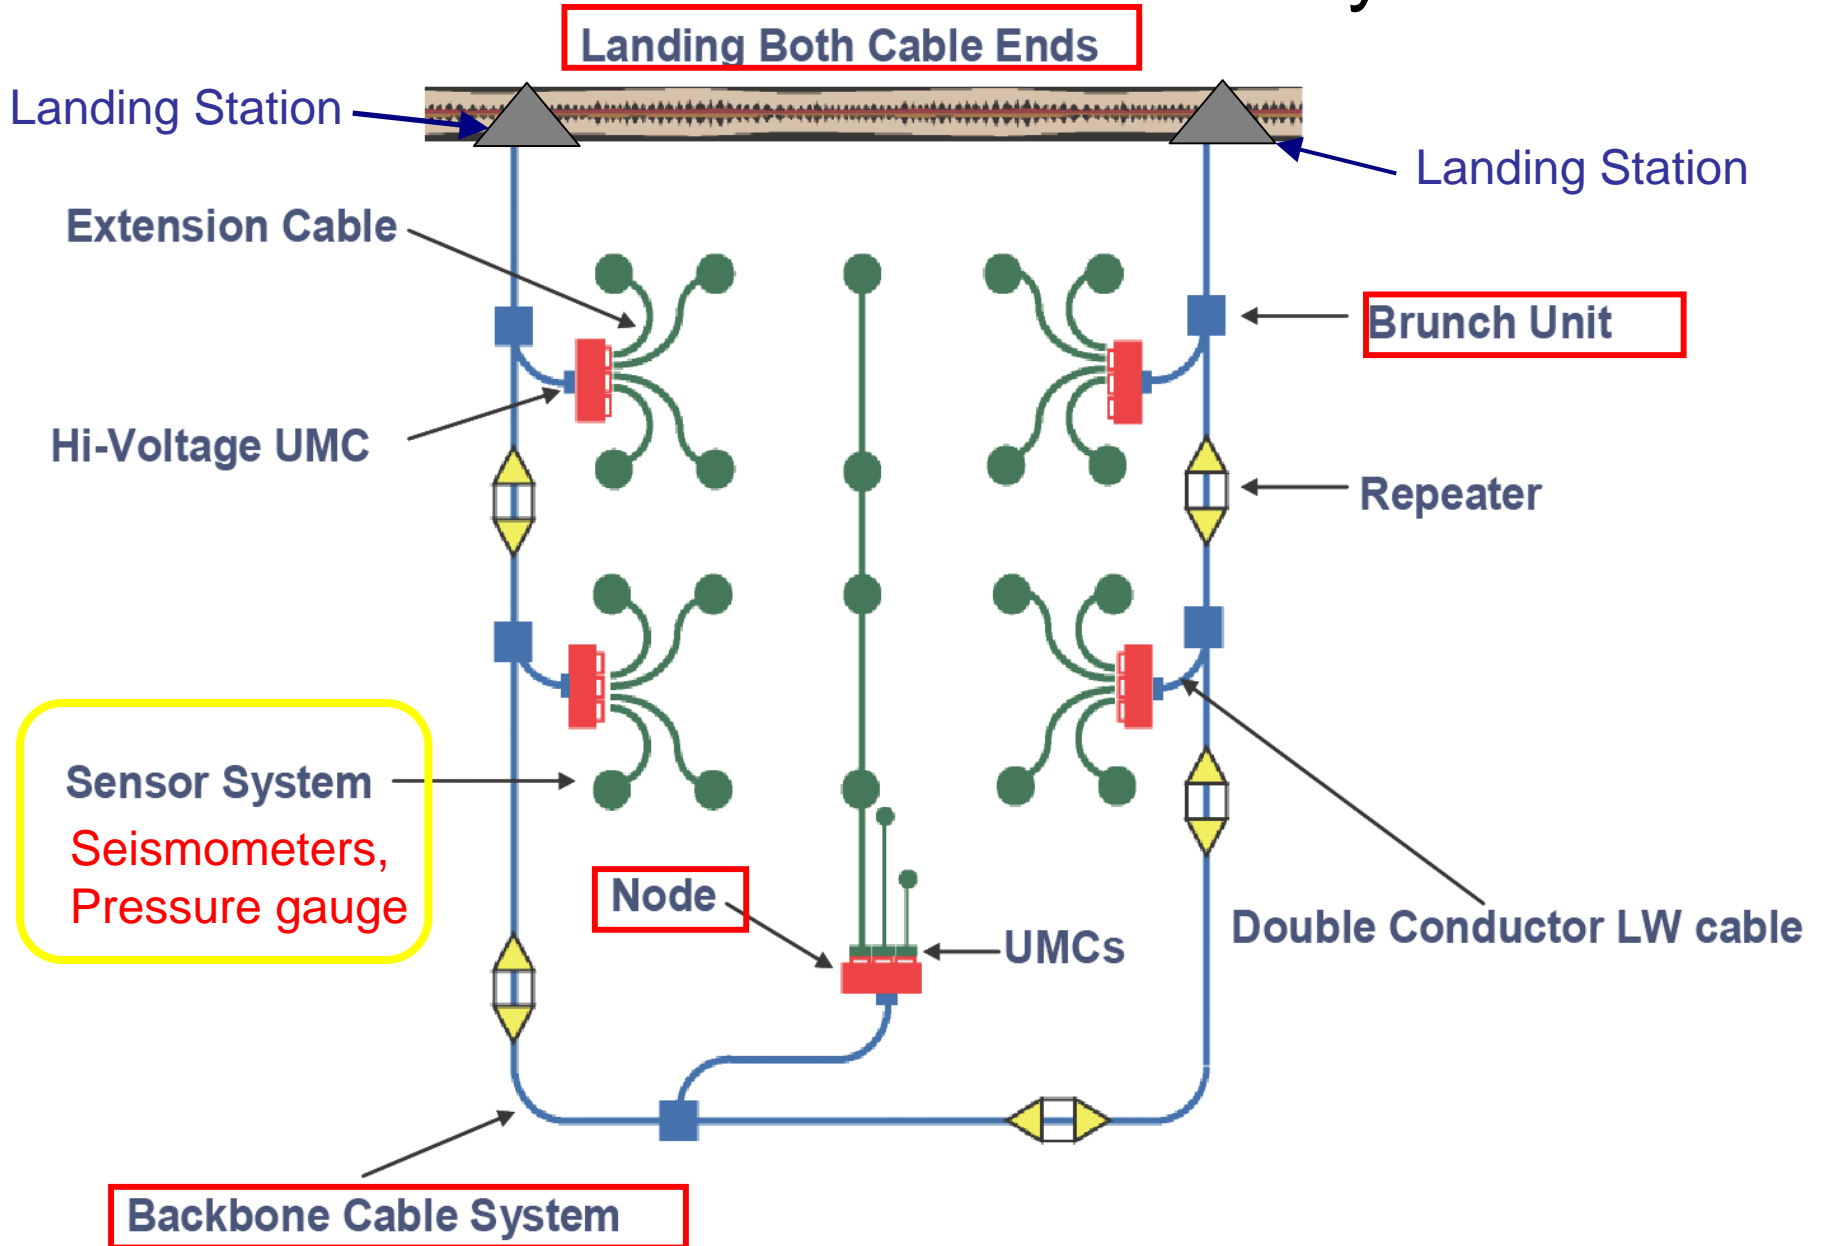 Landing Both Cable Ends
Landing Station
Landing Station
Extension Cable
Brunch Unit
Hi-Voltage UMC
Repeater
Sensor System
Seismometers,
Pressure gauge
Node
UMCs
Double Conductor LW cable
Backbone Cable System